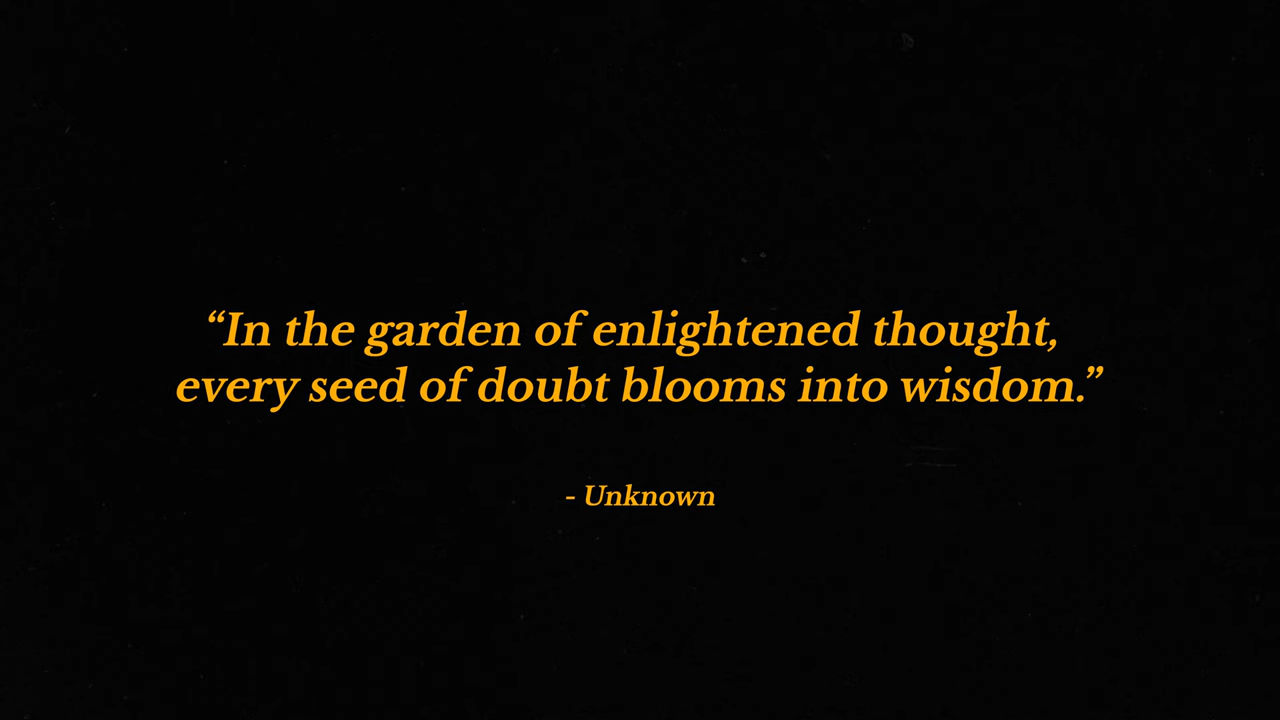 “In the garden of enlightened thought,
every seed of doubt blooms into wisdom.”
- Unknown